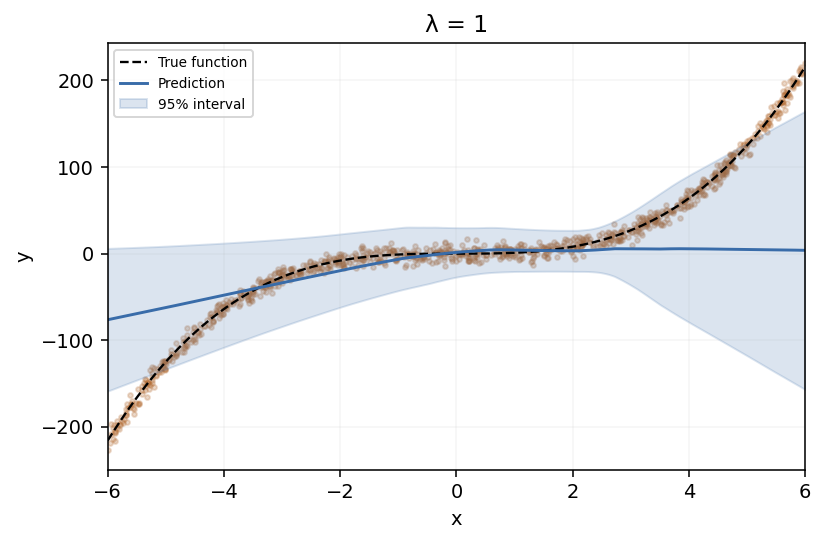 λ = 1
True function
Prediction
95% interval
y
200
100
0
−100
−200
−6 −4 −2 0 2 4 6
x